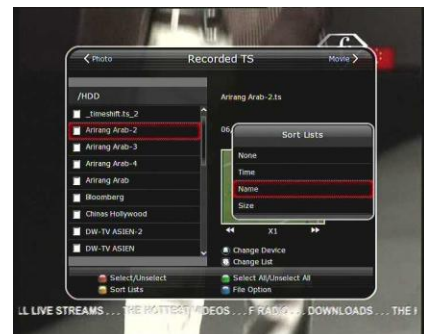 Photo
Recorded TS
Movie
/HDD
Arirang Arab-2.ts
_timeshift.ts_2
Arirang Arab-2
Arirang Arab-3
Arirang Arab-4
Arirang Arab
Bloomberg
Chinas Hollywood
DW-TV ASIEN-2
DW-TV ASIEN
06
Sort Lists
None
Time
Name
Size
X1
Change Device
Change List
Select/Unselect
Select All/Unselect All
Sort Lists
File Option
LL LIVE STREAMS . . . THE HOTTEST DEOS . . . F RADIO . . . DOWNLOADS . . . THE